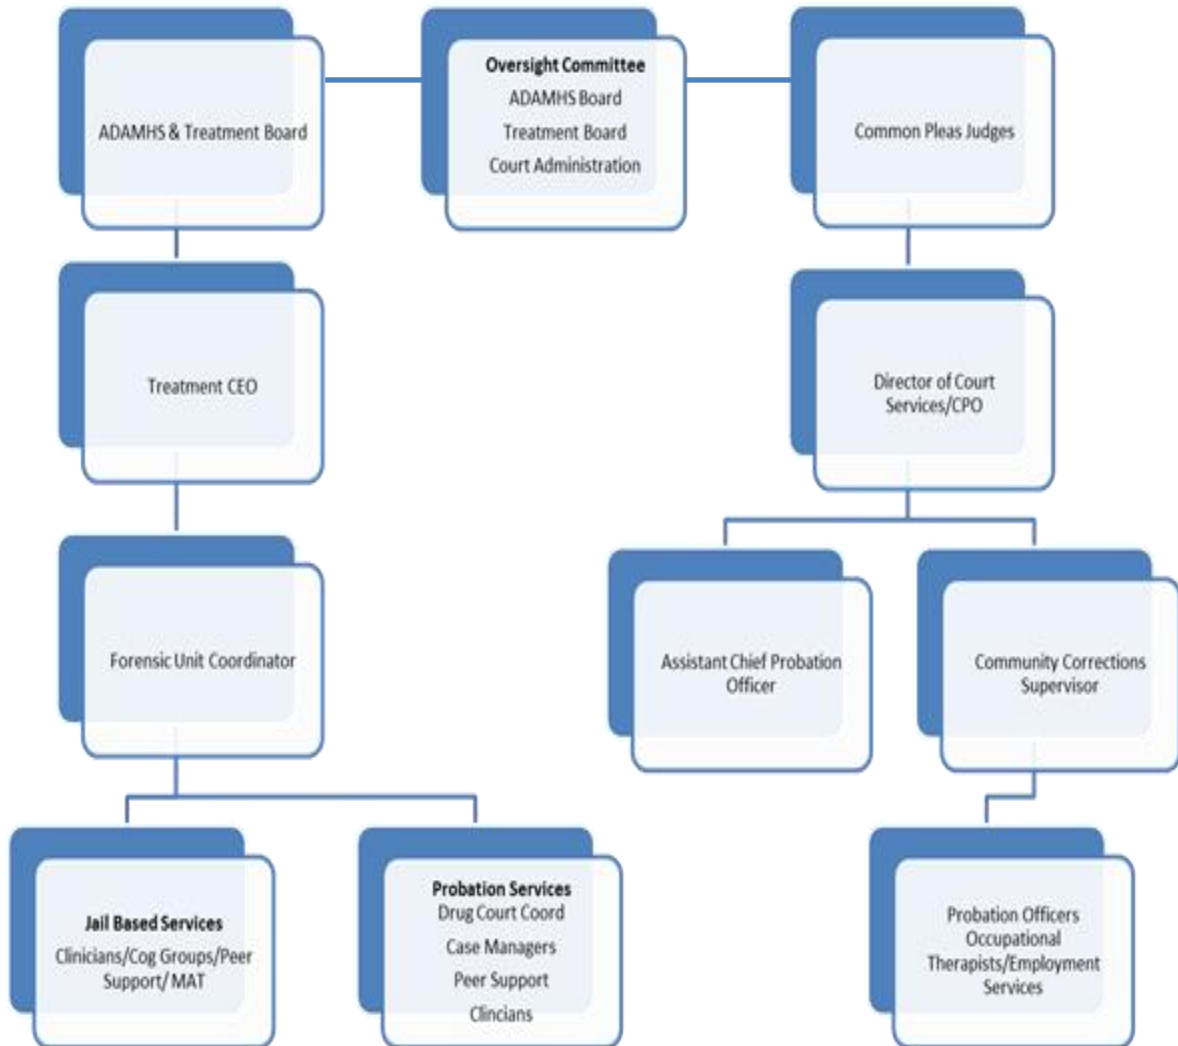 ADAMHS & Treatment Board
Oversight Committee
ADAMHS Board
Treatment Board
Court Administration
Common Pleas Judges
Treatment CEO
Director of Court
Services/CPO
Forensic Unit Coordinator
Assistant Chief Probation
Officer
Community Corrections
Supervisor
Jail Based Services
Clinicians/Cog Groups/Peer
Support/ MAT
Probation Services
Drug Court Coord
Case Managers
Peer Support
Clincians
Probation Officers
Occupational
Therapists/Employment
Services